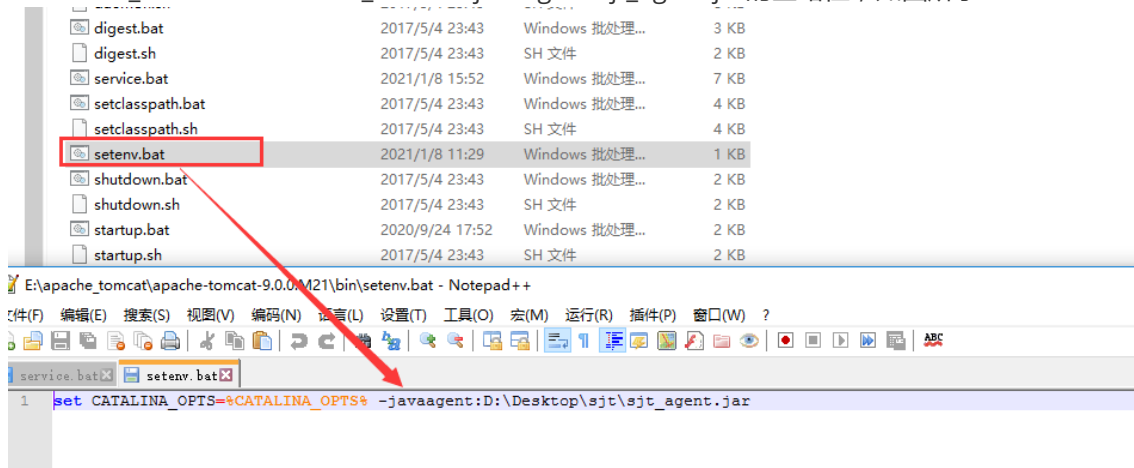 digest.bat 2017/5/4 23:43 Windows 批处理... 3 KB
digest.sh 2017/5/4 23:43 SH 文件 2 KB
service.bat 2021/1/8 15:52 Windows 批处理... 7 KB
setclasspath.bat 2017/5/4 23:43 Windows 批处理... 4 KB
setclasspath.sh 2017/5/4 23:43 SH 文件 4 KB
setenv.bat 2021/1/8 11:29 Windows 批处理... 1 KB
shutdown.bat 2017/5/4 23:43 Windows 批处理... 2 KB
shutdown.sh 2017/5/4 23:43 SH 文件 2 KB
startup.bat 2020/9/24 17:52 Windows 批处理... 2 KB
startup.sh 2017/5/4 23:43 SH 文件 2 KB
E:\apache_tomcat\apache-tomcat-9.0.0.M21\bin\setenv.bat - Notepad++
文件(F) 编辑(E) 搜索(S) 视图(V) 编码(N) 语言(L) 设置(T) 工具(O) 宏(M) 运行(R) 插件(P) 窗口(W) ?
ABC
service.bat setenv.bat
1 set CATALINA_OPTS=%CATALINA_OPTS% -javaagent:D:\Desktop\sjt\sjt_agent.jar